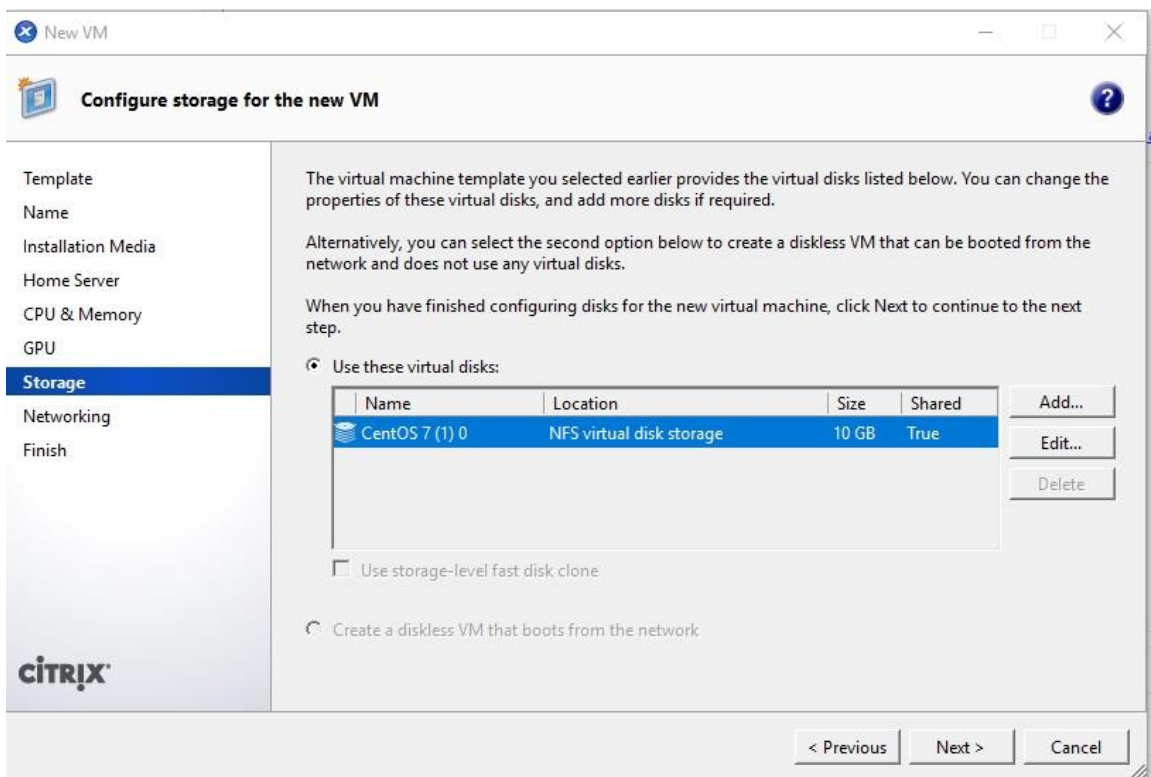 New VM
Configure storage for the new VM
?
Template
Name
Installation Media
Home Server
CPU & Memory
GPU
Storage
Networking
Finish
CITRIX
The virtual machine template you selected earlier provides the virtual disks listed below. You can change the
properties of these virtual disks, and add more disks if required.
Alternatively, you can select the second option below to create a diskless VM that can be booted from the
network and does not use any virtual disks.
When you have finished configuring disks for the new virtual machine, click Next to continue to the next
step.
Use these virtual disks:
Name Location Size Shared
CentOS 7 (1) 0 NFS virtual disk storage 10 GB True
Add...
Edit...
Delete
Use storage-level fast disk clone
Create a diskless VM that boots from the network
< Previous Next > Cancel